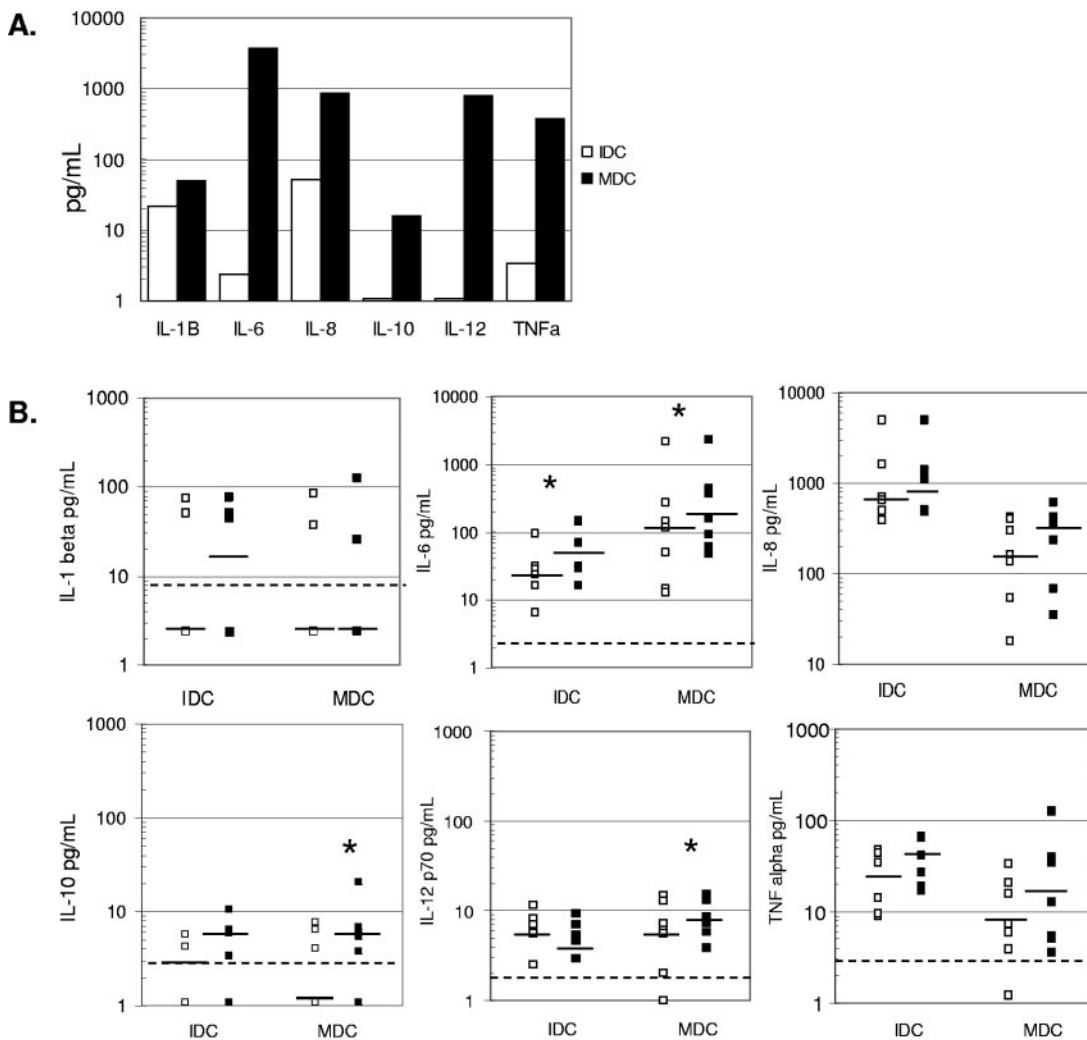 A.
10000
1000
100
10
1
pg/mL
IL-1B IL-6 IL-8 IL-10 IL-12 TNFa
IDC
MDC
B.
1000
100
10
1
IL-1 beta pg/mL
IDC MDC
10000
1000
100
10
1
IL-6 pg/mL
*
*
IDC MDC
10000
1000
100
10
IL-8 pg/mL
IDC MDC
1000
100
10
1
IL-10 pg/mL
*
IDC MDC
1000
100
10
1
IL-12 p70 pg/mL
*
IDC MDC
1000
100
10
1
TNF alpha pg/mL
IDC MDC